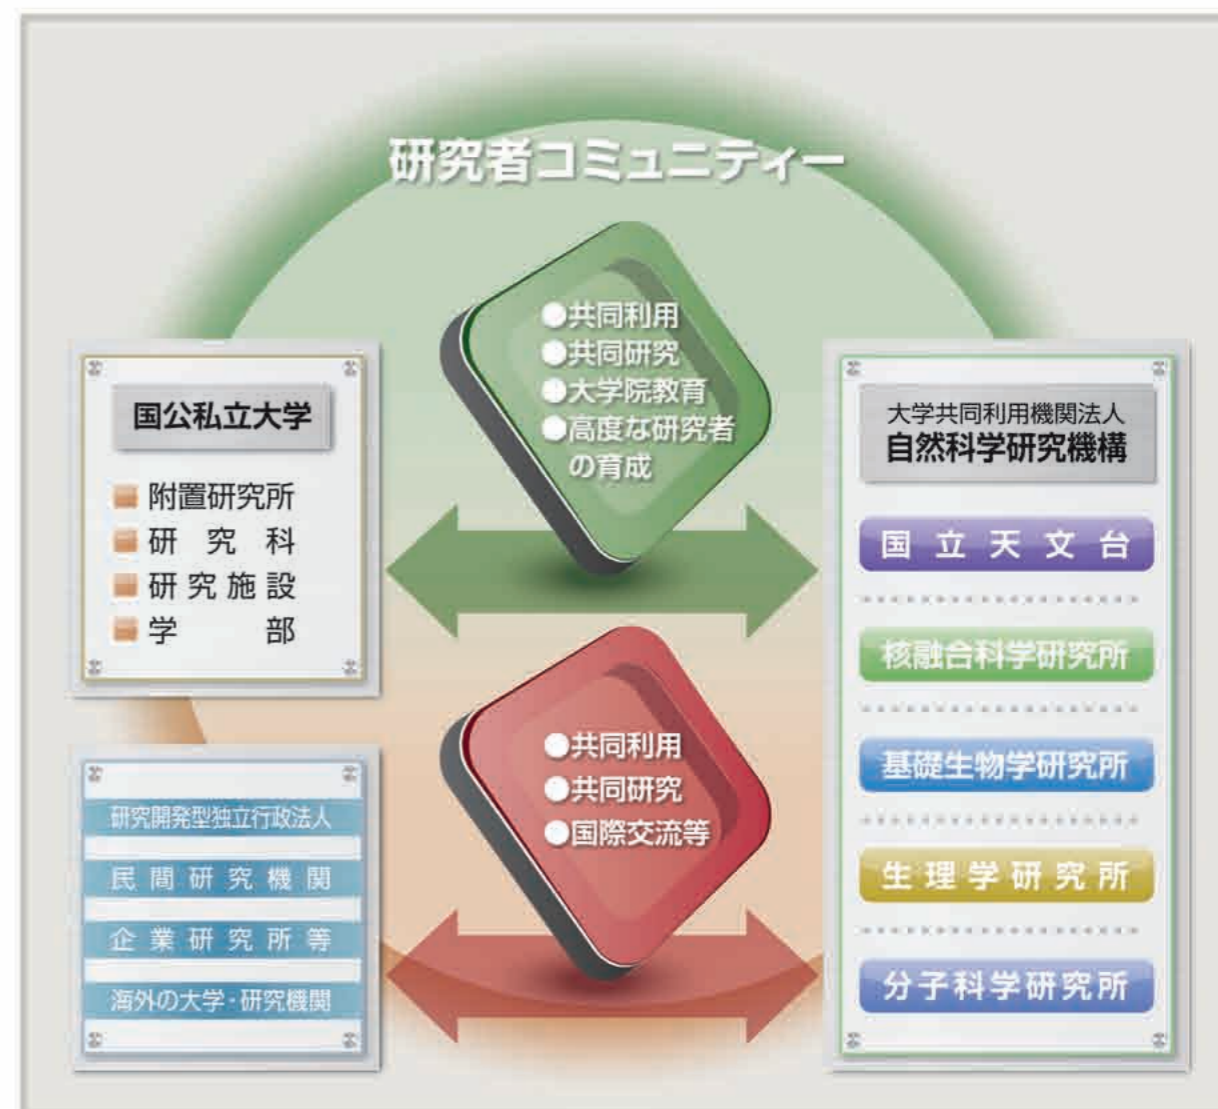 研究者コミュニティー
●共同利用
●共同研究
●大学院教育
●高度な研究者
の育成
国公私立大学
附置研究所
研究科
研究施設
学部
大学共同利用機関法人
自然科学研究機構
国立天文台
核融合科学研究所
基礎生物学研究所
生理学研究所
分子科学研究所
●共同利用
●共同研究
●国際交流等
研究開発型独立行政法人
民間研究機関
企業研究所等
海外の大学・研究機関